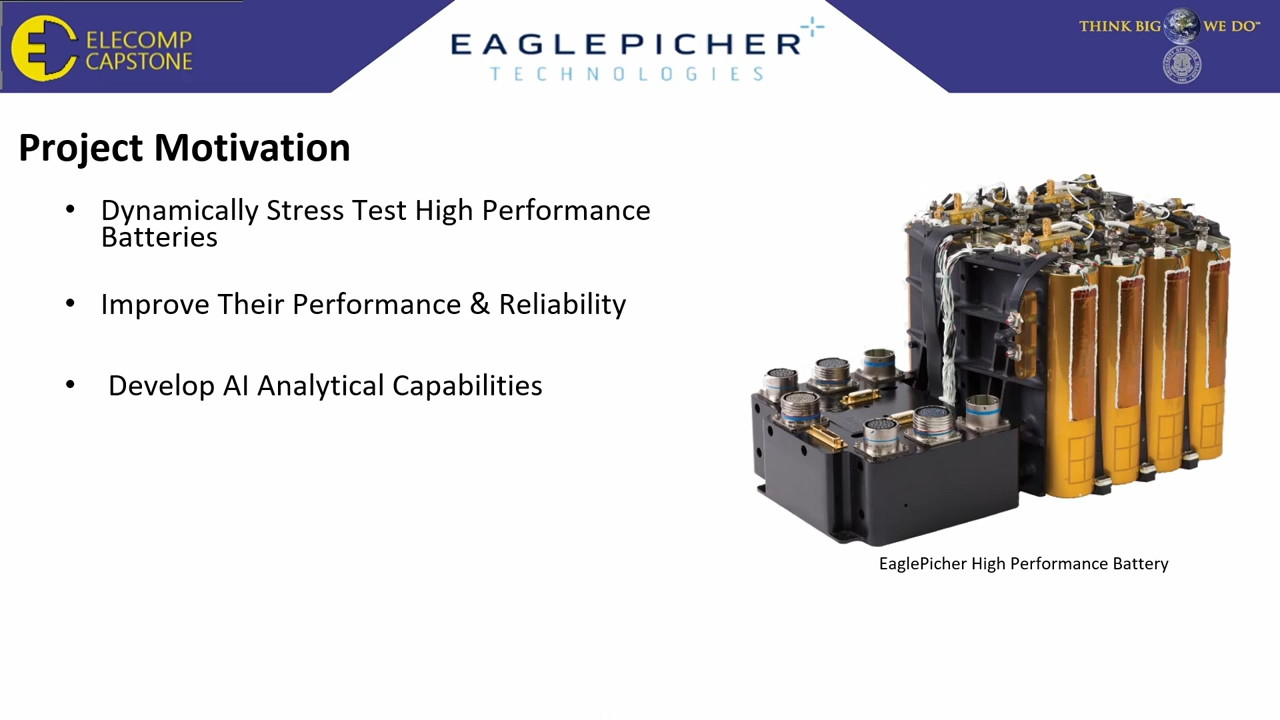 ELECOMP
CAPSTONE
EAGLEPICHER
TECHNOLOGIES
THINK BIG WE DO™
Project Motivation
• Dynamically Stress Test High Performance
Batteries
• Improve Their Performance & Reliability
• Develop AI Analytical Capabilities
EaglePicher High Performance Battery